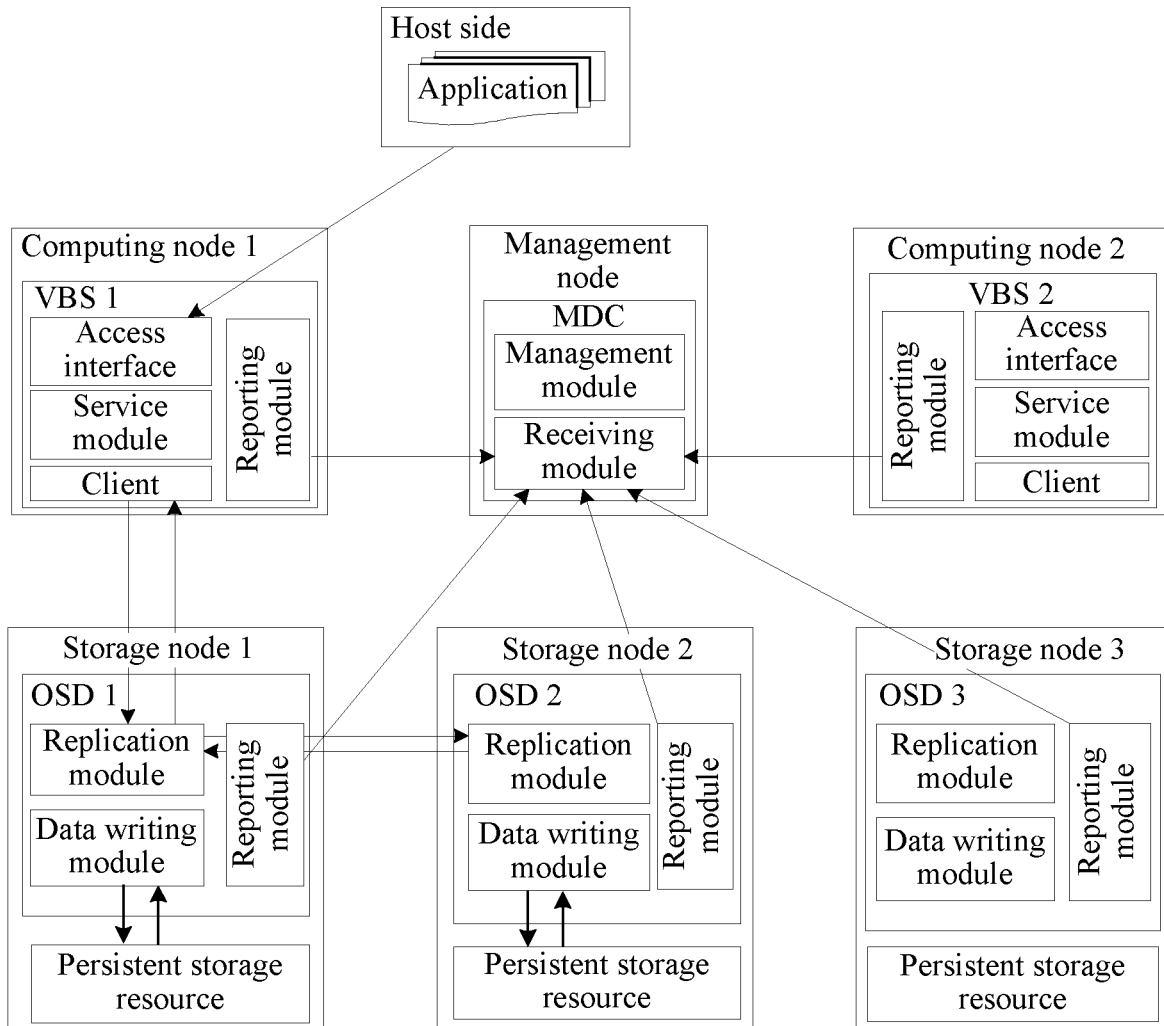 Host side
Application
Computing node 1
VBS 1
Access
interface
Service
module
Client
Reporting
module
Management
node
MDC
Management
module
Receiving
module
Computing node 2
VBS 2
Reporting
module
Access
interface
Service
module
Client
Storage node 1
OSD 1
Replication
module
Data writing
module
Reporting
module
Persistent storage
resource
Storage node 2
OSD 2
Replication
module
Data writing
module
Reporting
module
Persistent storage
resource
Storage node 3
OSD 3
Replication
module
Data writing
module
Reporting
module
Persistent storage
resource